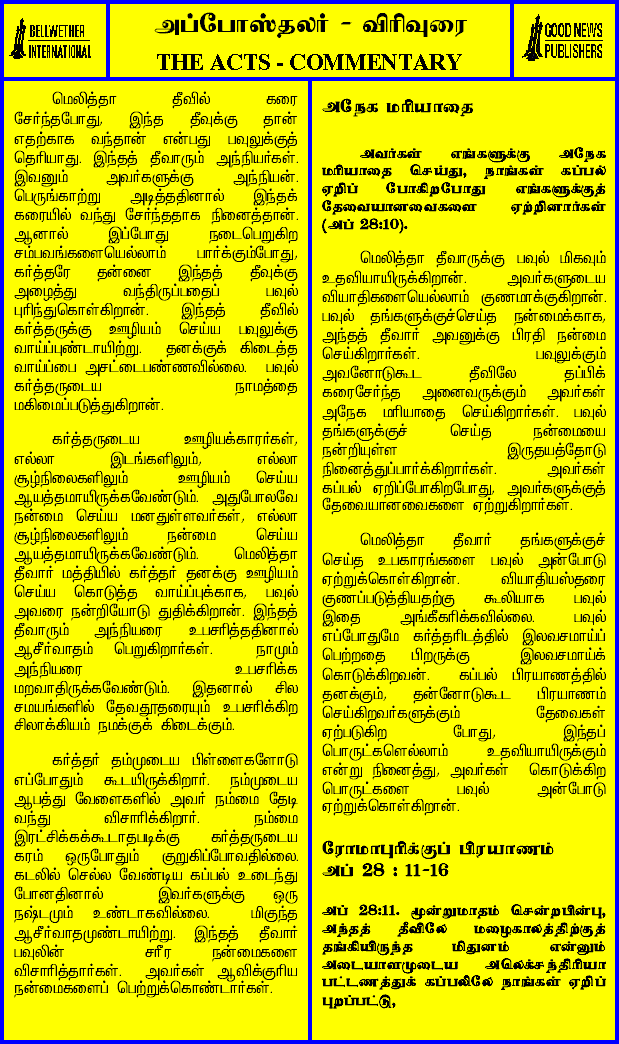 BELLWETHER
INTERNATIONAL
அப்போஸ்தலர் - விரிவுரை
THE ACTS - COMMENTARY
GOOD NEWS
PUBLISHERS
மெலித்தா தீவில் கரை
சேர்ந்தபோது, இந்த தீவுக்கு தான்
எதற்காக வந்தான் என்பது பவுலுக்குத்
தெரியாது. இந்தத் தீவாரும் அந்நியர்கள்.
இவனும் அவர்களுக்கு அந்நியன்.
பெருங்காற்று அடித்ததினால் இந்தக்
கரையில் வந்து சேர்ந்ததாக நினைத்தான்.
ஆனால் இப்போது நடைபெறுகிற
சம்பவங்களையெல்லாம் பார்க்கும்போது,
கர்த்தரே தன்னை இந்தத் தீவுக்கு
அழைத்து வந்திருப்பதைப் பவுல்
புரிந்துகொள்கிறான். இந்தத் தீவில்
கர்த்தருக்கு ஊழியம் செய்ய பவுலுக்கு
வாய்ப்புண்டாயிற்று. தனக்குக் கிடைத்த
வாய்ப்பை அசட்டைபண்ணவில்லை. பவுல்
கர்த்தருடைய நாமத்தை
மகிமைப்படுத்துகிறான்.
கர்த்தருடைய ஊழியக்காரர்கள்,
எல்லா இடங்களிலும், எல்லா
சூழ்நிலைகளிலும் ஊழியம் செய்ய
ஆயத்தமாயிருக்கவேண்டும். அதுபோலவே
நன்மை செய்ய மனதுள்ளவர்கள், எல்லா
சூழ்நிலைகளிலும் நன்மை செய்ய
ஆயத்தமாயிருக்கவேண்டும். மெலித்தா
தீவார் மத்தியில் கர்த்தர் தனக்கு ஊழியம்
செய்ய கொடுத்த வாய்ப்புக்காக, பவுல்
அவரை நன்றியோடு துதிக்கிறான். இந்தத்
தீவாரும் அந்நியரை உபசரித்ததினால்
ஆசீர்வாதம் பெறுகிறார்கள். நாமும்
அந்நியரை உபசரிக்க
மறவாதிருக்கவேண்டும். இதனால் சில
சமயங்களில் தேவதூதரையும் உபசரிக்கிற
சிலாக்கியம் நமக்குக் கிடைக்கும்.
கர்த்தர் தம்முடைய பிள்ளைகளோடு
எப்போதும் கூடயிருக்கிறார். நம்முடைய
ஆபத்து வேளைகளில் அவர் நம்மை தேடி
வந்து விசாரிக்கிறார். நம்மை
இரட்சிக்கக்கூடாதபடிக்கு கர்த்தருடைய
கரம் ஒருபோதும் குறுகிப்போவதில்லை.
கடலில் செல்ல வேண்டிய கப்பல் உடைந்து
போனதினால் இவர்களுக்கு ஒரு
நஷ்டமும் உண்டாகவில்லை. மிகுந்த
ஆசீர்வாதமுண்டாயிற்று. இந்தத் தீவார்
பவுலின் சரீர நன்மைகளை
விசாரித்தார்கள். அவர்கள் ஆவிக்குரிய
நன்மைகளைப் பெற்றுக்கொண்டார்கள்.
அநேக மரியாதை
அவர்கள் எங்களுக்கு அநேக
மரியாதை செய்து, நாங்கள் கப்பல்
ஏறிப் போகிறபோது எங்களுக்குத்
தேவையானவைகளை ஏற்றினார்கள்
(அப் 28:10).
மெலித்தா தீவாருக்கு பவுல் மிகவும்
உதவியாயிருக்கிறான். அவர்களுடைய
வியாதிகளையெல்லாம் குணமாக்குகிறான்.
பவுல் தங்களுக்குச்செய்த நன்மைக்காக,
அந்தத் தீவார் அவனுக்கு பிரதி நன்மை
செய்கிறார்கள். பவுலுக்கும்
அவனோடுகூட தீவிலே தப்பிக்
கரைசேர்ந்த அனைவருக்கும் அவர்கள்
அநேக மரியாதை செய்கிறார்கள். பவுல்
தங்களுக்குச் செய்த நன்மையை
நன்றியுள்ள இருதயத்தோடு
நினைத்துப்பார்க்கிறார்கள். அவர்கள்
கப்பல் ஏறிப்போகிறபோது, அவர்களுக்குத்
தேவையானவைகளை ஏற்றுகிறார்கள்.
மெலித்தா தீவார் தங்களுக்குச்
செய்த உபகாரங்களை பவுல் அன்போடு
ஏற்றுக்கொள்கிறான். வியாதியஸ்தரை
குணப்படுத்தியதற்கு கூலியாக பவுல்
இதை அங்கீகரிக்கவில்லை. பவுல்
எப்போதுமே கர்த்தரிடத்தில் இலவசமாய்ப்
பெற்றதை பிறருக்கு இலவசமாய்க்
கொடுக்கிறவன். கப்பல் பிரயாணத்தில்
தனக்கும், தன்னோடுகூட பிரயாணம்
செய்கிறவர்களுக்கும் தேவைகள்
ஏற்படுகிற போது, இந்தப்
பொருட்களெல்லாம் உதவியாயிருக்கும்
என்று நினைத்து, அவர்கள் கொடுக்கிற
பொருட்களை பவுல் அன்போடு
ஏற்றுக்கொள்கிறான்.
ரோமாபுரிக்குப் பிரயாணம்
அப் 28 : 11-16
அப் 28:11. மூன்றுமாதம் சென்றபின்பு,
அந்தத் தீவிலே மழைகாலத்திற்குத்
தங்கியிருந்த மிதுனம் என்னும்
அடையாளமுடைய அலெக்சந்திரியா
பட்டணத்துக் கப்பலிலே நாங்கள் ஏறிப்
புறப்பட்டு,